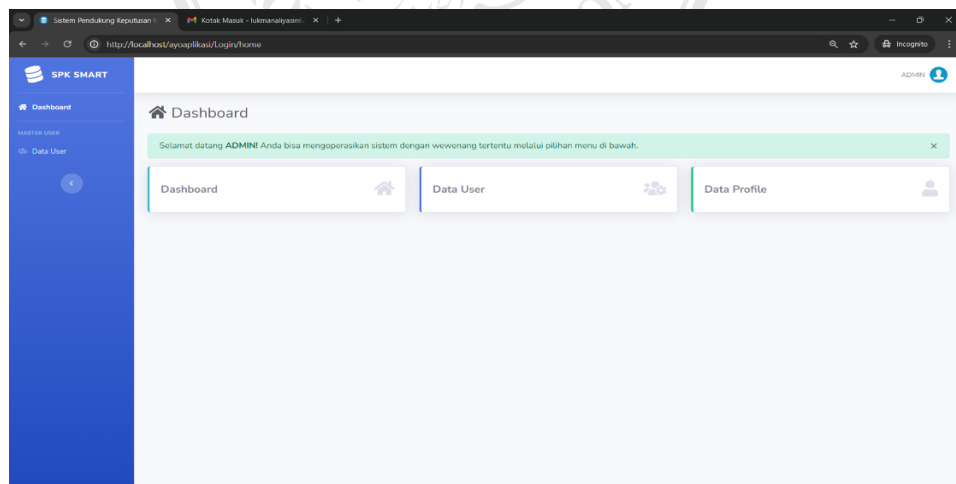 Sistem Pendukung Keputusan
Kotak Masuk - lukmanaliyasin6
http://localhost/ayoaplikasi/Login/home
Incognito
SPK SMART
ADMIN
Dashboard
MASTER USER
Data User
Dashboard
Selamat datang ADMIN! Anda bisa mengoperasikan sistem dengan wewenang tertentu melalui pilihan menu di bawah.
Dashboard
Data User
Data Profile